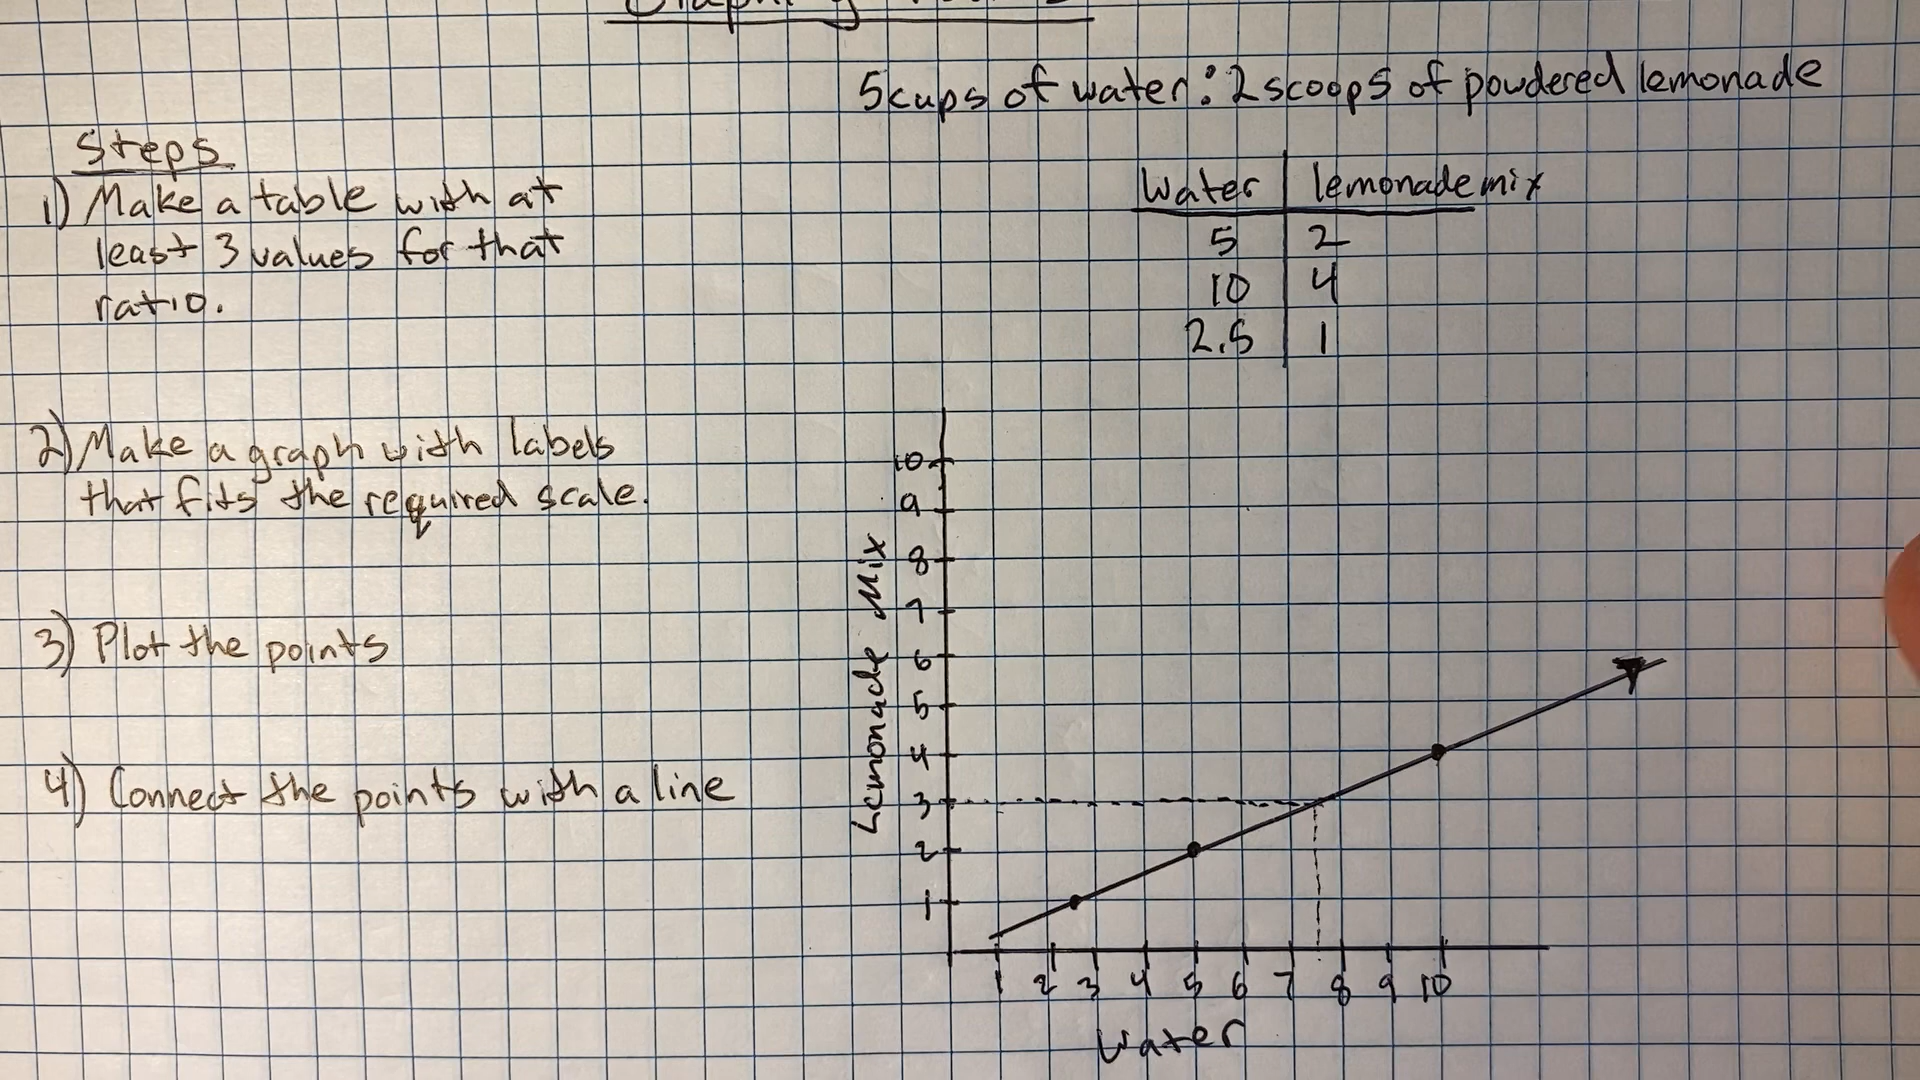 5cups of water : 2 scoops of powdered lemonade
Steps
1) Make a table with at
least 3 values for that
ratio.
Water | lemonade mix
5 | 2
10 | 4
2.5 | 1
2) Make a graph with labels
that fits the required scale.
3) Plot the points
4) Connect the points with a line
Lemonade Mix
10
9
8
7
6
5
4
3
2
1
1 2 3 4 5 6 7 8 9 10
Water